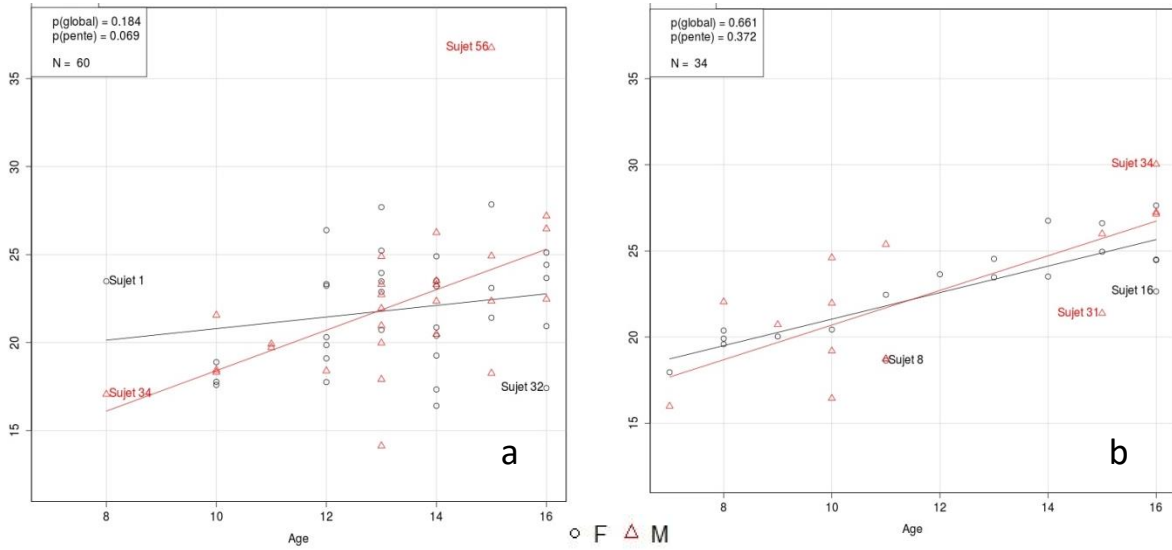 p(global) = 0.184
p(pente) = 0.069
N = 60
Sujet 56
Sujet 1
Sujet 34
Sujet 32
35
30
25
20
15
a
8
10
12
14
16
Age
p(global) = 0.661
p(pente) = 0.372
N = 34
Sujet 34
Sujet 16
Sujet 31
Sujet 8
35
30
25
20
15
b
8
10
12
14
16
Age
F M